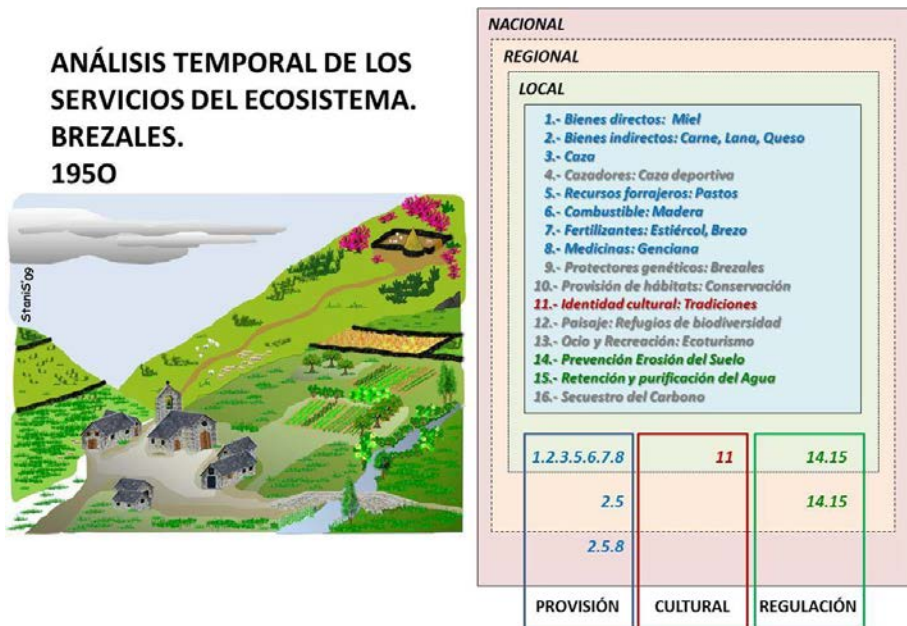 ANÁLISIS TEMPORAL DE LOS
SERVICIOS DEL ECOSISTEMA.
BREZALES.
195O
StaniS'09
NACIONAL
REGIONAL
LOCAL
1.- Bienes directos: Miel
2.- Bienes indirectos: Carne, Lana, Queso
3.- Caza
4.- Cazadores: Caza deportiva
5.- Recursos forrajeros: Pastos
6.- Combustible: Madera
7.- Fertilizantes: Estiércol, Brezo
8.- Medicinas: Genciana
9.- Protectores genéticos: Brezales
10.- Provisión de hábitats: Conservación
11.- Identidad cultural: Tradiciones
12.- Paisaje: Refugios de biodiversidad
13.- Ocio y Recreación: Ecoturismo
14.- Prevención Erosión del Suelo
15.- Retención y purificación del Agua
16.- Secuestro del Carbono
1.2.3.5.6.7.8 11 14.15
2.5 14.15
2.5.8
PROVISIÓN CULTURAL REGULACIÓN